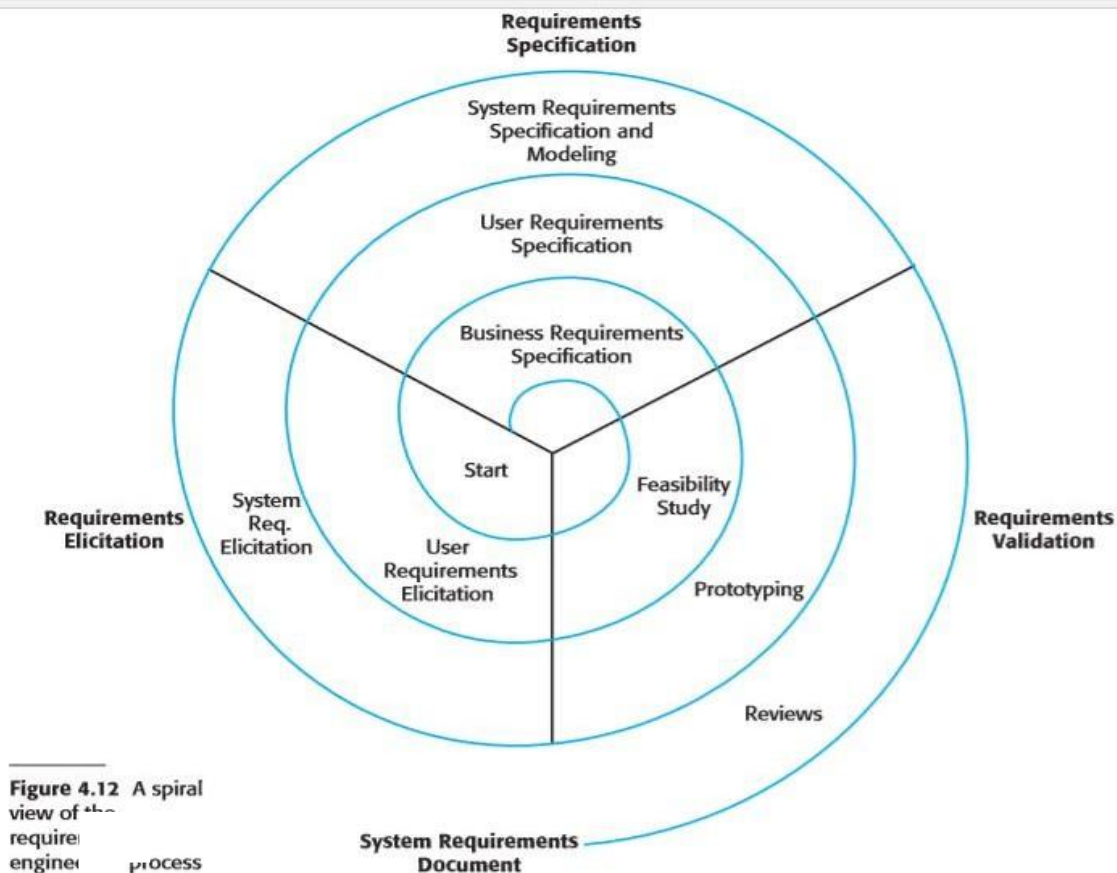 Requirements
Specification
System Requirements
Specification and
Modeling
User Requirements
Specification
Business Requirements
Specification
Start
Feasibility
Study
System
Req.
Elicitation
User
Requirements
Elicitation
Requirements
Elicitation
Requirements
Validation
Prototyping
Reviews
Figure 4.12 A spiral
view of
process
System Requirements
Document